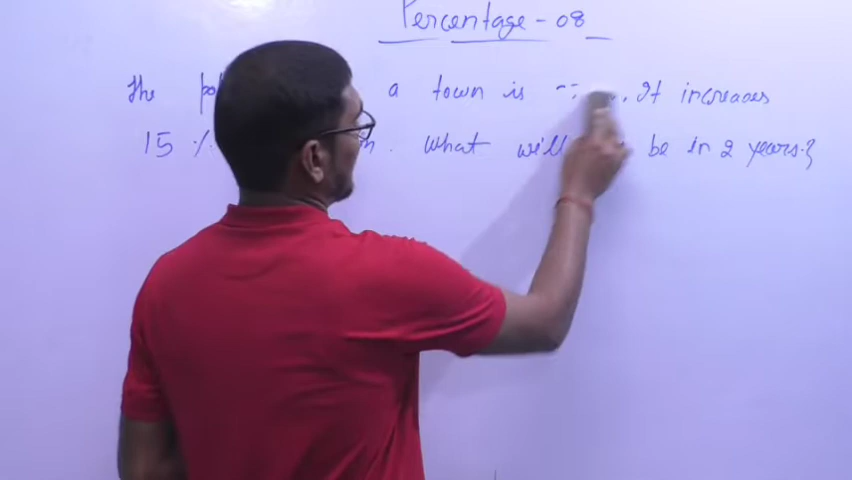 Percentage - 08
The a town is . It increases
15 % . what will be in 2 years.?